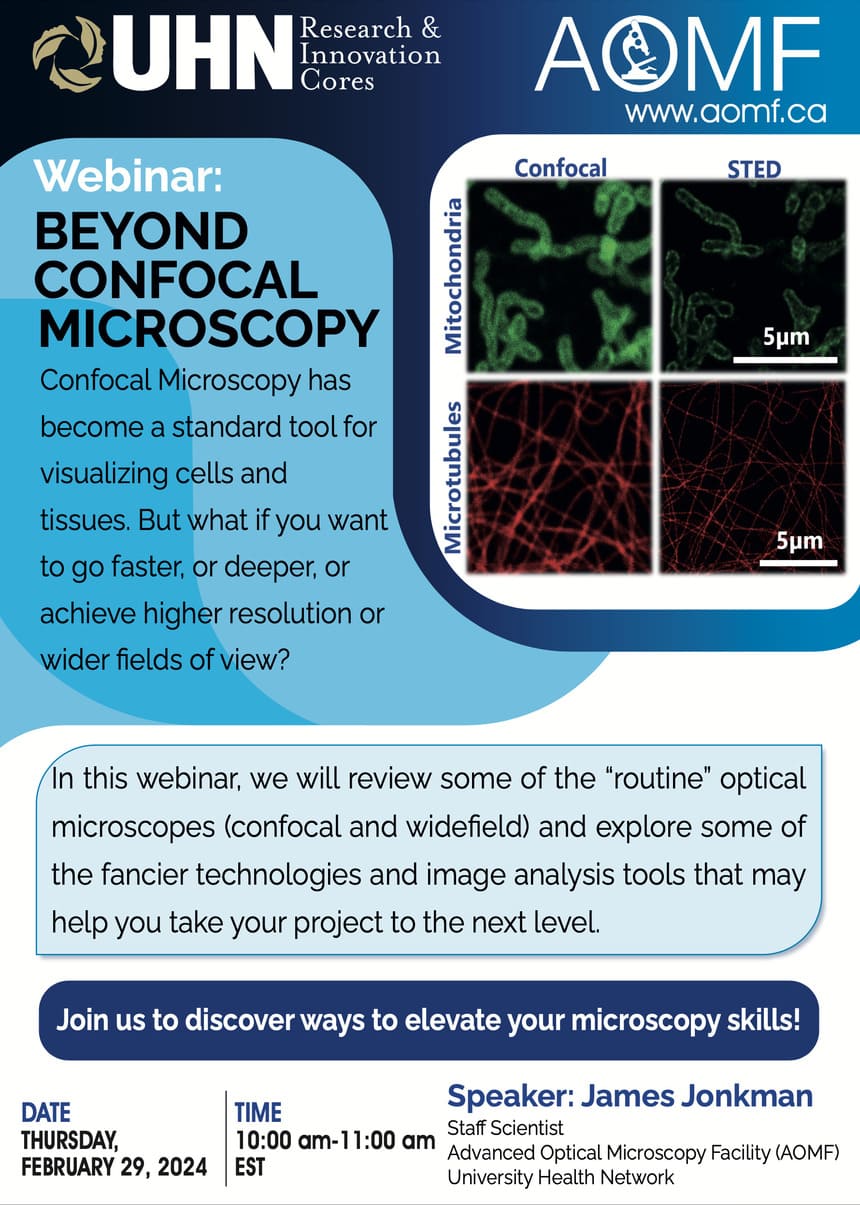 UHN Research &
Innovation
Cores
AOMF
www.aomf.ca
Webinar:
BEYOND
CONFOCAL
MICROSCOPY
Confocal Microscopy has
become a standard tool for
visualizing cells and
tissues. But what if you want
to go faster, or deeper, or
achieve higher resolution or
wider fields of view?
Confocal
STED
Mitochondria
5µm
Microtubules
5µm
In this webinar, we will review some of the “routine” optical
microscopes (confocal and widefield) and explore some of
the fancier technologies and image analysis tools that may
help you take your project to the next level.
Join us to discover ways to elevate your microscopy skills!
DATE
THURSDAY,
FEBRUARY 29, 2024
TIME
10:00 am-11:00 am
EST
Speaker: James Jonkman
Staff Scientist
Advanced Optical Microscopy Facility (AOMF)
University Health Network